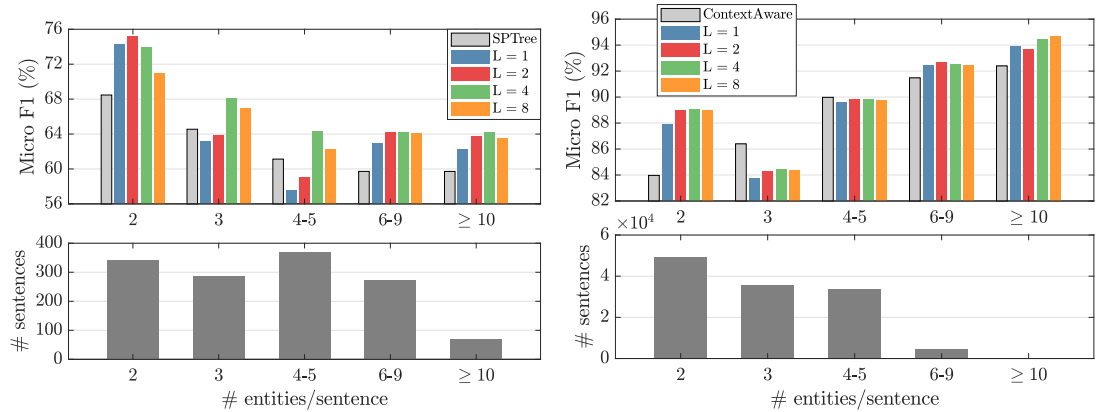 76
72
68
64
60
56
Micro F1 (%)
SPTree
L = 1
L = 2
L = 4
L = 8
2 3 4-5 6-9 ≥ 10
400
300
200
100
0
# sentences
2 3 4-5 6-9 ≥ 10
# entities/sentence
96
94
92
90
88
86
84
82
Micro F1 (%)
ContextAware
L = 1
L = 2
L = 4
L = 8
2 3 4-5 6-9 ≥ 10
×10⁴
6
4
2
0
# sentences
2 3 4-5 6-9 ≥ 10
# entities/sentence